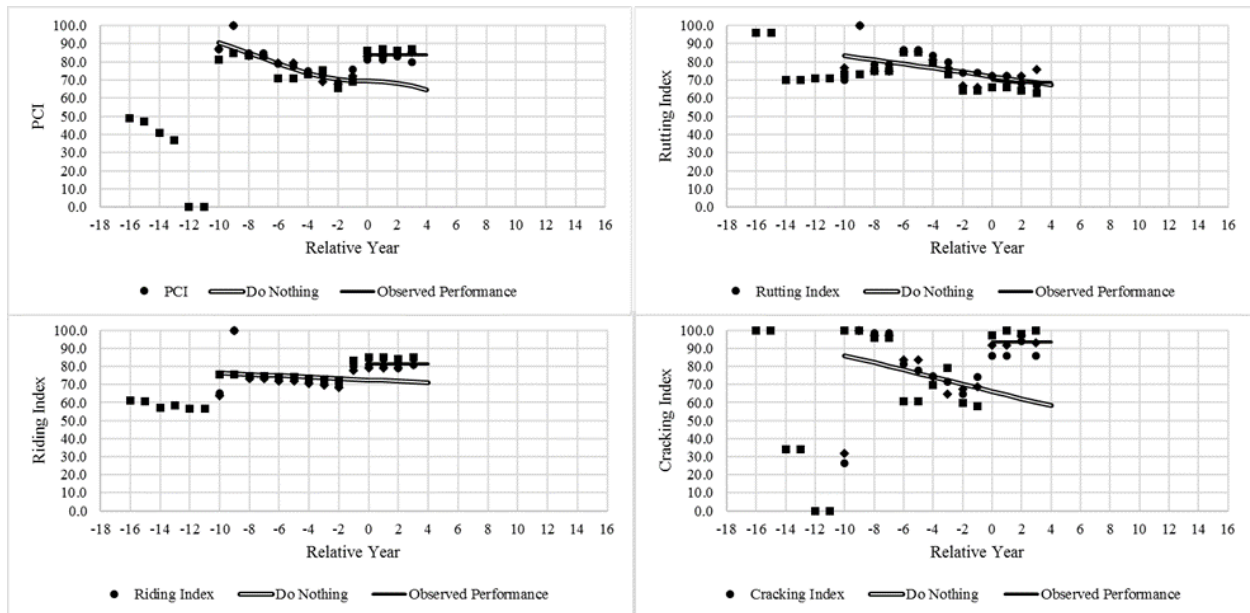 100.0
90.0
80.0
70.0
60.0
50.0
40.0
30.0
20.0
10.0
0.0
PCI
-18 -16 -14 -12 -10 -8 -6 -4 -2 0 2 4 6 8 10 12 14 16
Relative Year
PCI Do Nothing Observed Performance
100.0
90.0
80.0
70.0
60.0
50.0
40.0
30.0
20.0
10.0
0.0
Rutting Index
-18 -16 -14 -12 -10 -8 -6 -4 -2 0 2 4 6 8 10 12 14 16
Relative Year
Rutting Index Do Nothing Observed Performance
100.0
90.0
80.0
70.0
60.0
50.0
40.0
30.0
20.0
10.0
0.0
Riding Index
-18 -16 -14 -12 -10 -8 -6 -4 -2 0 2 4 6 8 10 12 14 16
Relative Year
Riding Index Do Nothing Observed Performance
100.0
90.0
80.0
70.0
60.0
50.0
40.0
30.0
20.0
10.0
0.0
Cracking Index
-18 -16 -14 -12 -10 -8 -6 -4 -2 0 2 4 6 8 10 12 14 16
Relative Year
Cracking Index Do Nothing Observed Performance